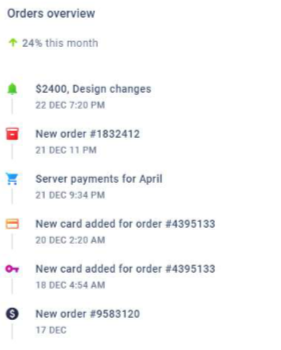 Orders overview
24% this month
$2400, Design changes
22 DEC 7:20 PM
New order #1832412
21 DEC 11 PM
Server payments for April
21 DEC 9:34 PM
New card added for order #4395133
20 DEC 2:20 AM
New card added for order #4395133
18 DEC 4:54 AM
New order #9583120
17 DEC